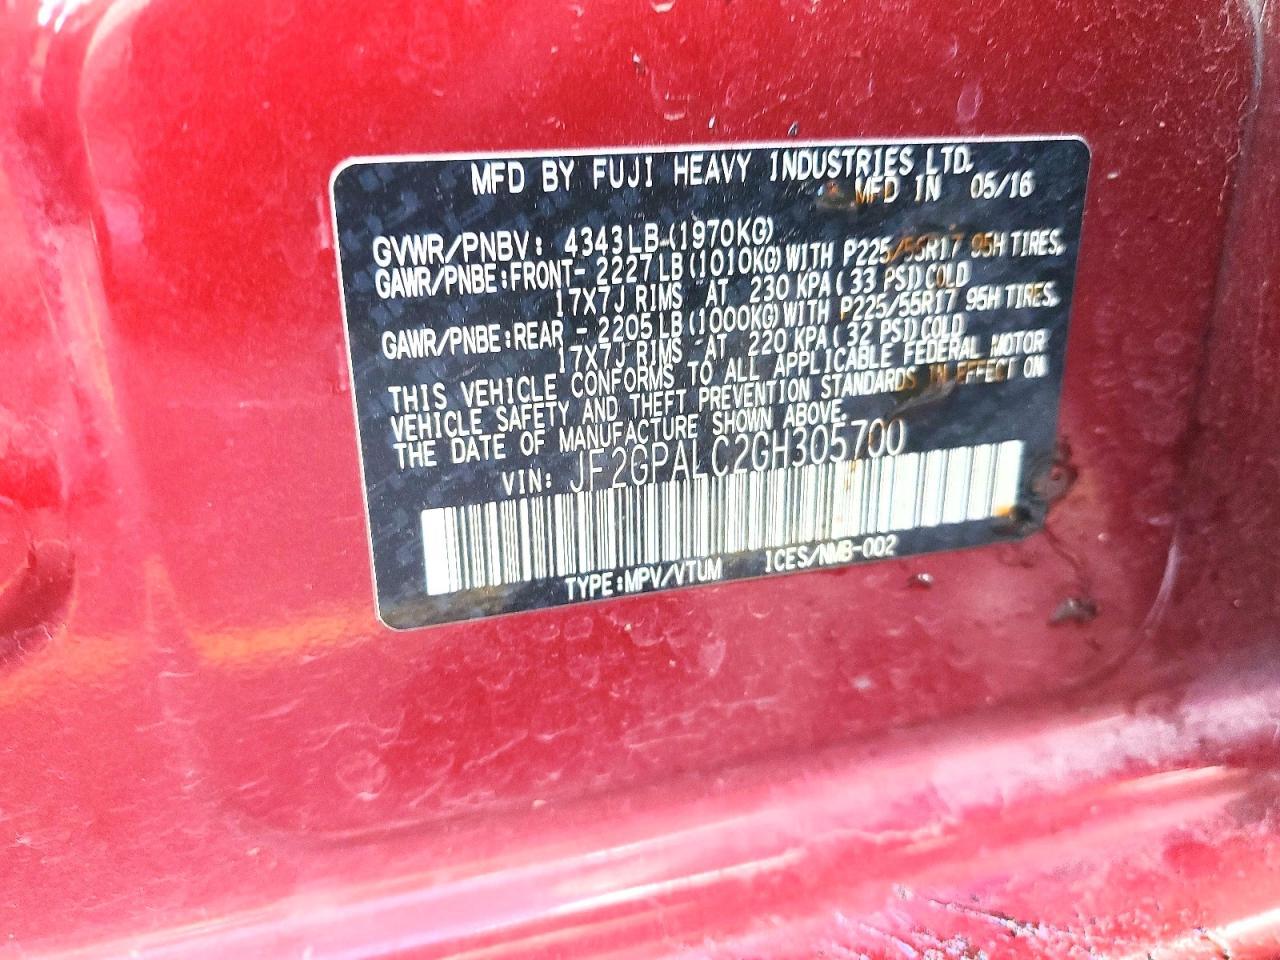 MFD BY FUJI HEAVY INDUSTRIES LTD.
MFD IN 05/16
GVWR/PNBV: 4343LB (1970KG)
GAWR/PNBE:FRONT- 2227LB(1010KG)WITH P225/55R17 95H TIRES.
17X7J RIMS AT 230 KPA(33 PSI)COLD
GAWR/PNBE:REAR - 2205LB(1000KG)WITH P225/55R17 95H TIRES.
17X7J RIMS AT 220 KPA(32 PSI)COLD
THIS VEHICLE CONFORMS TO ALL APPLICABLE FEDERAL MOTOR
VEHICLE SAFETY AND THEFT PREVENTION STANDARDS IN EFFECT ON
THE DATE OF MANUFACTURE SHOWN ABOVE.
VIN: JF2GPALC2GH305700
TYPE:MPV/VTUM ICES/NMB-002